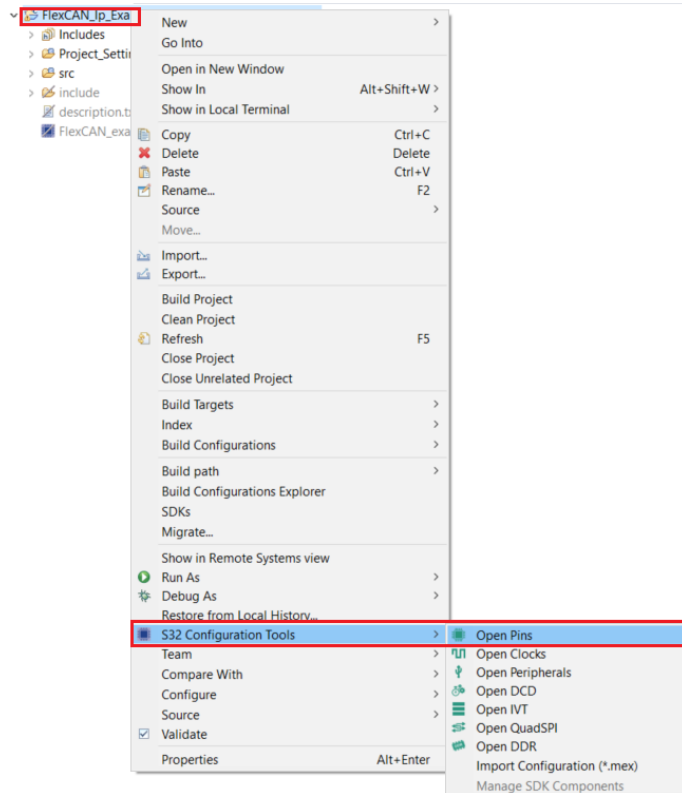 FlexCAN_Ip_Exa
Includes
Project_Settin
src
include
description.t
FlexCAN_exa
New
Go Into
Open in New Window
Show In Alt+Shift+W >
Show in Local Terminal
Copy Ctrl+C
Delete Delete
Paste Ctrl+V
Rename... F2
Source
Move...
Import...
Export...
Build Project
Clean Project
Refresh F5
Close Project
Close Unrelated Project
Build Targets
Index
Build Configurations
Build path
Build Configurations Explorer
SDKs
Migrate...
Show in Remote Systems view
Run As
Debug As
Restore from Local History...
S32 Configuration Tools
Team
Compare With
Configure
Source
Validate
Properties Alt+Enter
Open Pins
Open Clocks
Open Peripherals
Open DCD
Open IVT
Open QuadSPI
Open DDR
Import Configuration (*.mex)
Manage SDK Components